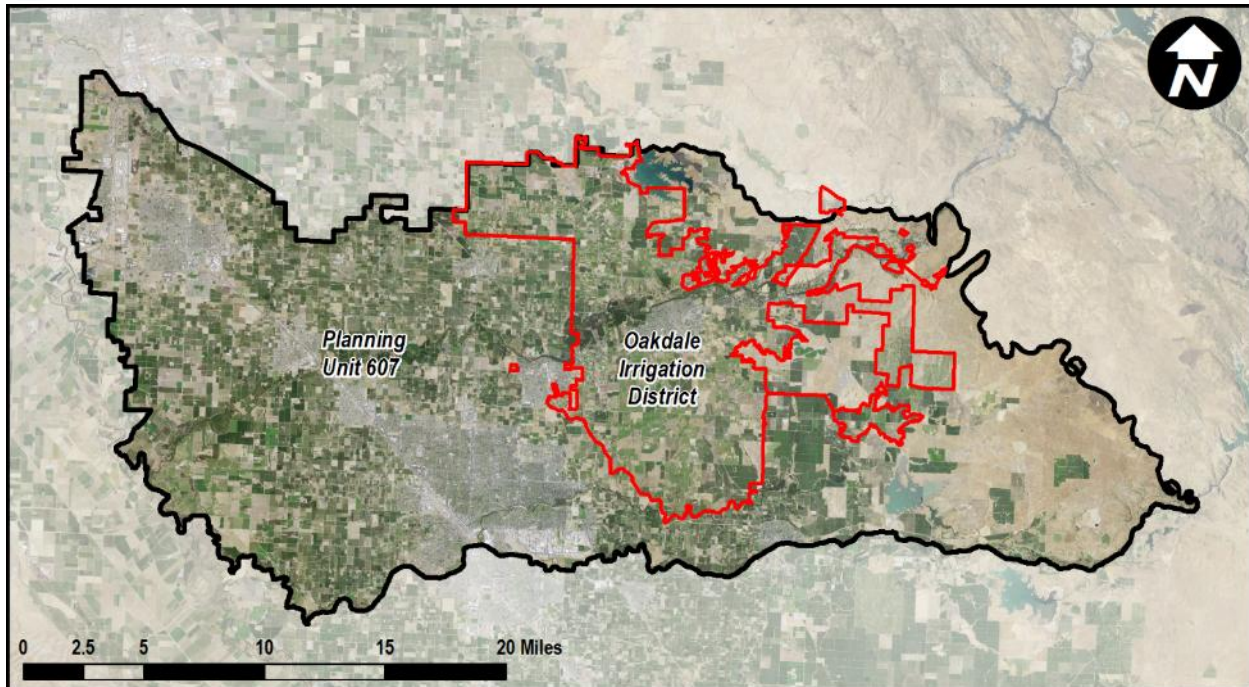 N
Planning
Unit 607
Oakdale
Irrigation
District
0 2.5 5 10 15 20 Miles